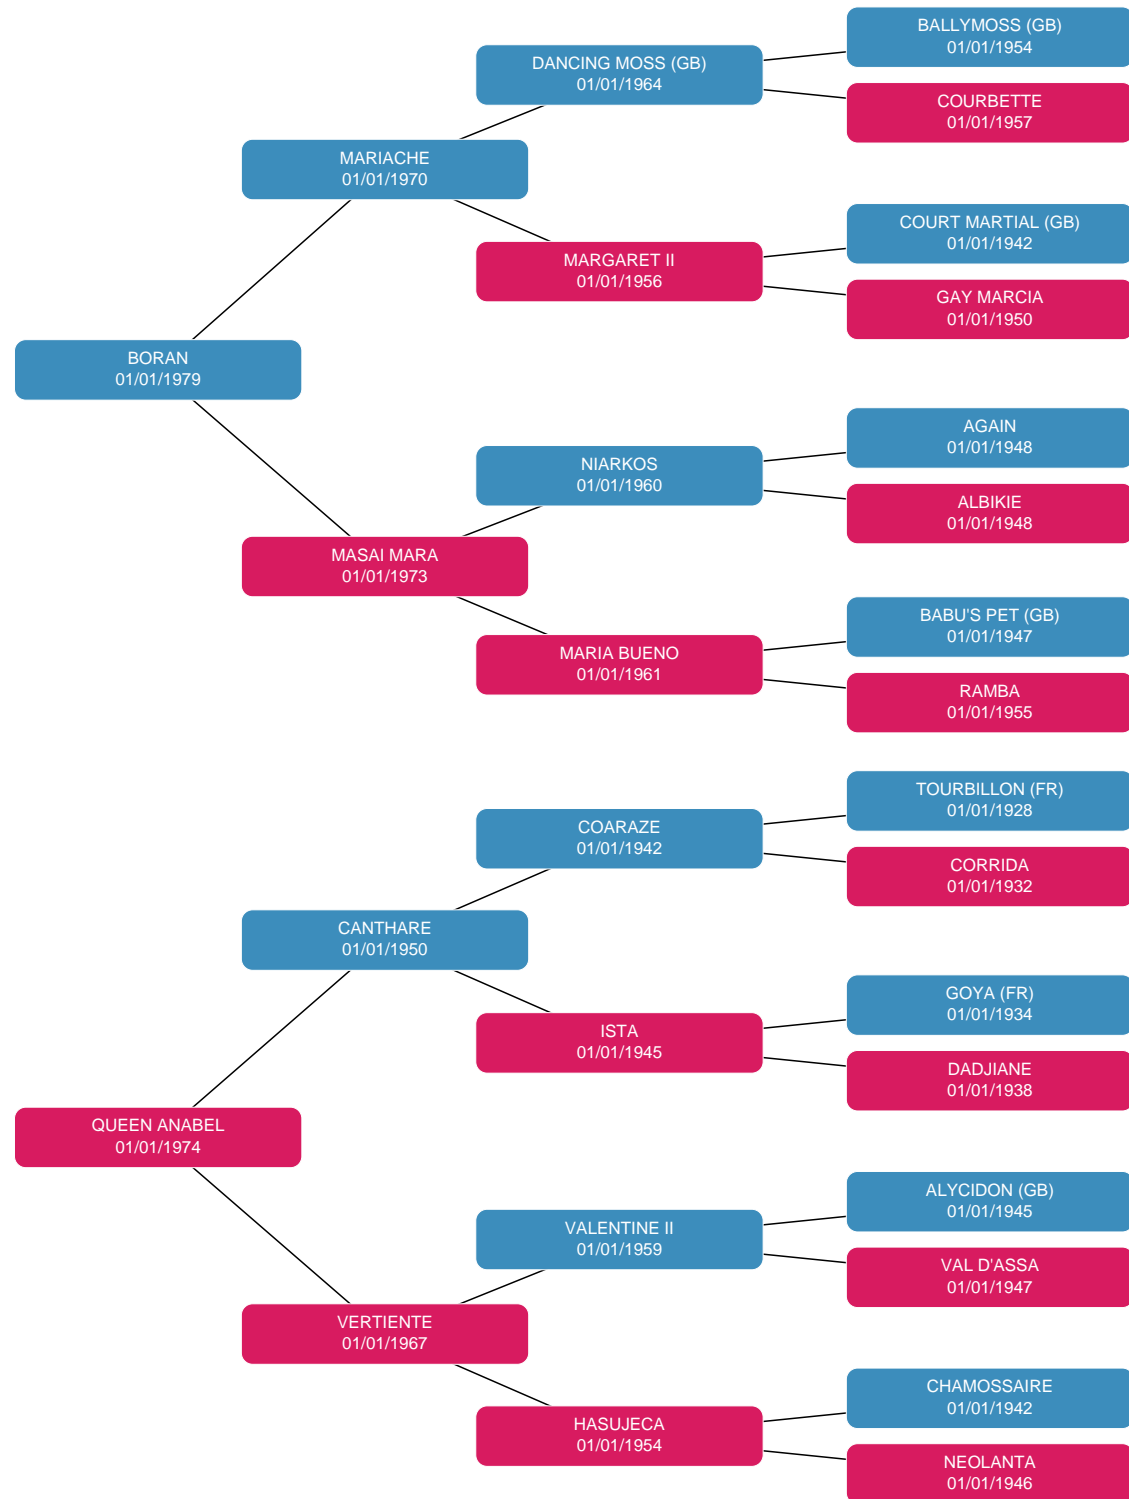 BALLYMOSS (GB)
01/01/1954
DANCING MOSS (GB)
01/01/1964
COURBETTE
01/01/1957
MARIACHE
01/01/1970
COURT MARTIAL (GB)
01/01/1942
MARGARET II
01/01/1956
GAY MARCIA
01/01/1950
BORAN
01/01/1979
AGAIN
01/01/1948
NIARKOS
01/01/1960
ALBIKIE
01/01/1948
MASAI MARA
01/01/1973
BABU'S PET (GB)
01/01/1947
MARIA BUENO
01/01/1961
RAMBA
01/01/1955
TOURBILLON (FR)
01/01/1928
COARAZE
01/01/1942
CORRIDA
01/01/1932
CANTHARE
01/01/1950
GOYA (FR)
01/01/1934
ISTA
01/01/1945
DADJIANE
01/01/1938
QUEEN ANABEL
01/01/1974
ALYCIDON (GB)
01/01/1945
VALENTINE II
01/01/1959
VAL D'ASSA
01/01/1947
VERTIENTE
01/01/1967
CHAMOSSAIRE
01/01/1942
HASUJECA
01/01/1954
NEOLANTA
01/01/1946